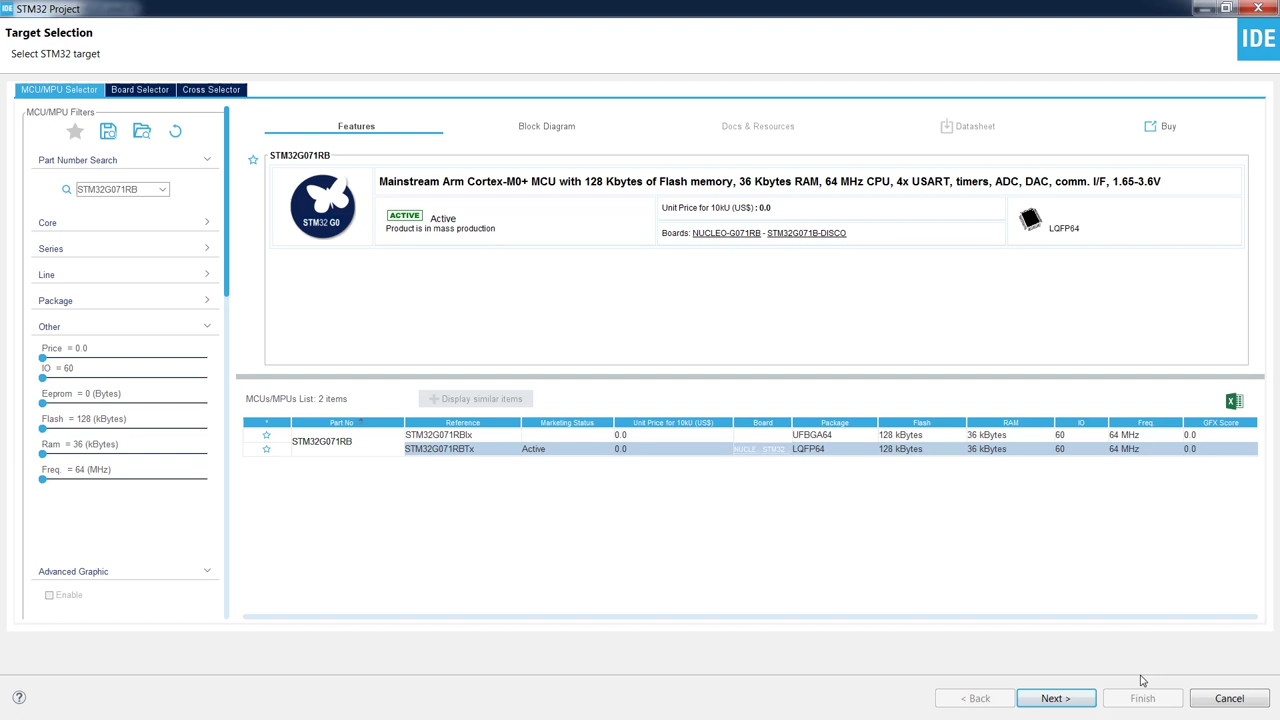 IDE STM32 Project
Target Selection
Select STM32 target
IDE
MCU/MPU Selector Board Selector Cross Selector
MCU/MPU Filters
Part Number Search
STM32G071RB
Core
Series
Line
Package
Other
Price = 0.0
IO = 60
Eeprom = 0 (Bytes)
Flash = 128 (kBytes)
Ram = 36 (kBytes)
Freq. = 64 (MHz)
Advanced Graphic
Enable
Features Block Diagram Docs & Resources Datasheet Buy
STM32G071RB
STM32 G0
Mainstream Arm Cortex-M0+ MCU with 128 Kbytes of Flash memory, 36 Kbytes RAM, 64 MHz CPU, 4x USART, timers, ADC, DAC, comm. I/F, 1.65-3.6V
ACTIVE Active
Product is in mass production
Unit Price for 10kU (US$) : 0.0
Boards: NUCLEO-G071RB - STM32G071B-DISCO
LQFP64
MCUs/MPUs List: 2 items
+ Display similar items
* Part No Reference Marketing Status Unit Price for 10kU (US$) Board Package Flash RAM IO Freq. GFX Score
STM32G071RB
STM32G071RBIx 0.0 UFBGA64 128 kBytes 36 kBytes 60 64 MHz 0.0
STM32G071RBTx Active 0.0 NUCLE... STM32... LQFP64 128 kBytes 36 kBytes 60 64 MHz 0.0
? < Back Next > Finish Cancel